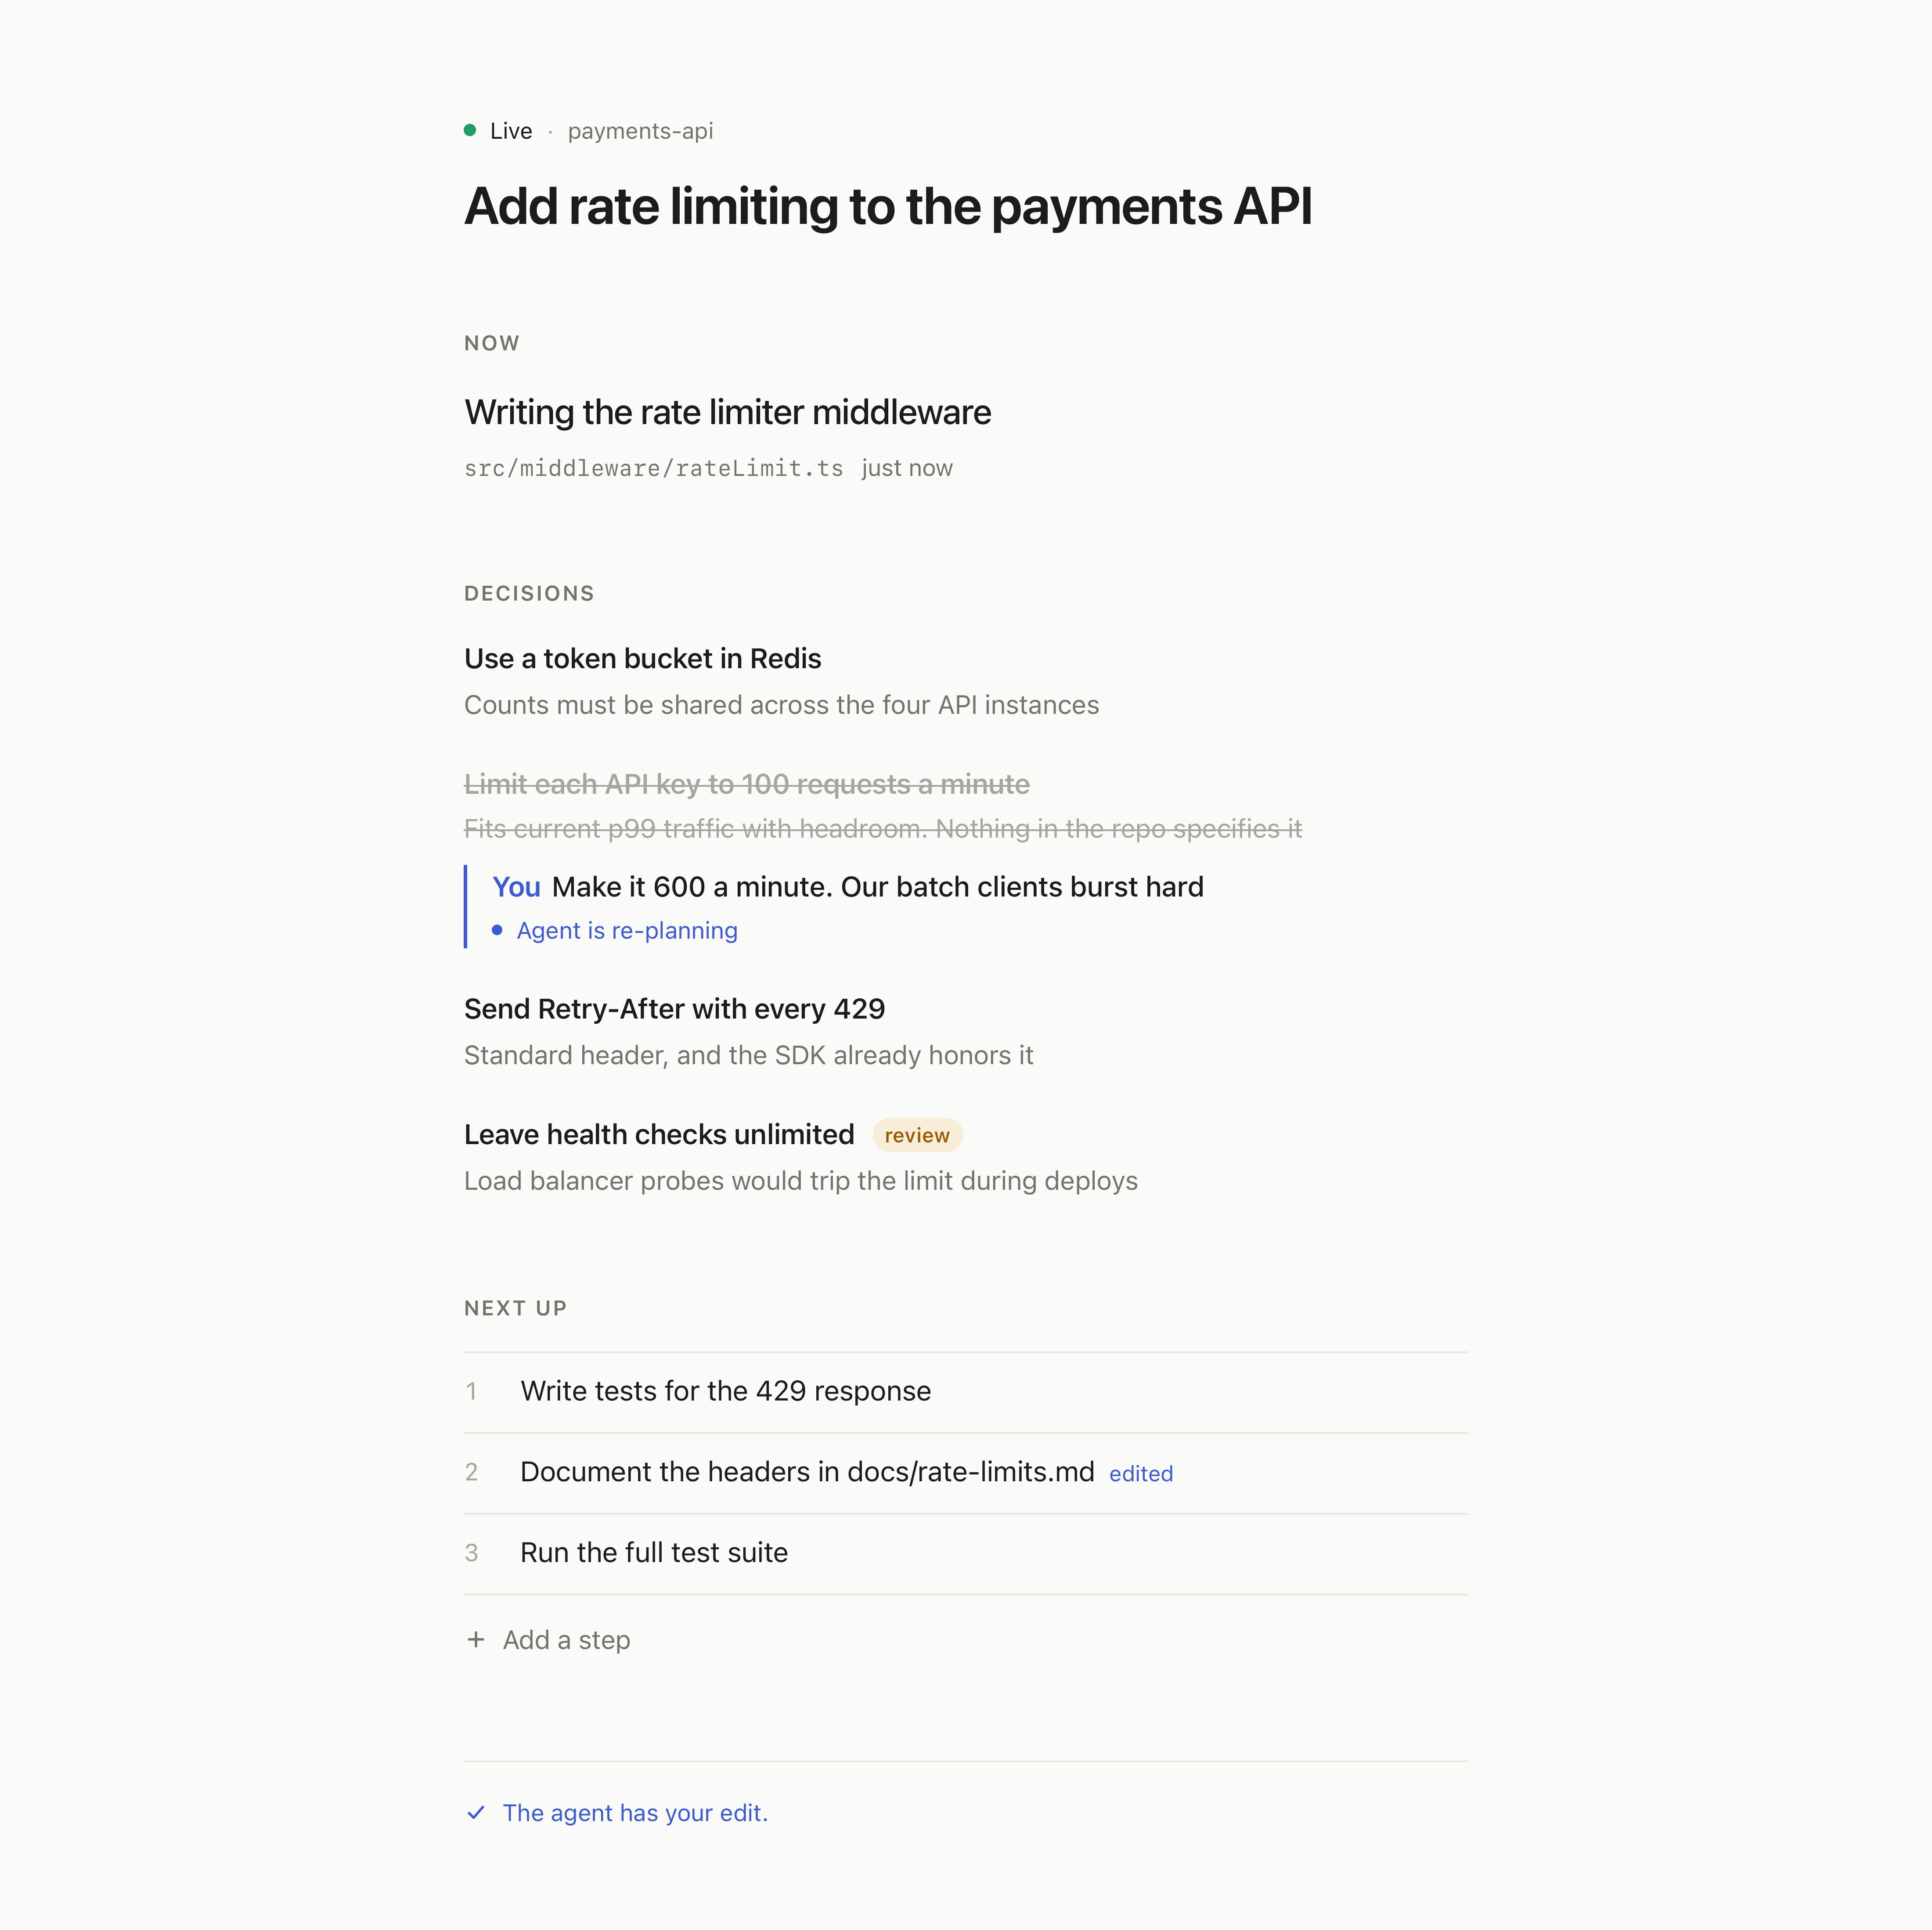 Live · payments-api
Add rate limiting to the payments API
NOW
Writing the rate limiter middleware
src/middleware/rateLimit.ts just now
DECISIONS
Use a token bucket in Redis
Counts must be shared across the four API instances
Limit each API key to 100 requests a minute
Fits current p99 traffic with headroom. Nothing in the repo specifies it
You Make it 600 a minute. Our batch clients burst hard
Agent is re-planning
Send Retry-After with every 429
Standard header, and the SDK already honors it
Leave health checks unlimited review
Load balancer probes would trip the limit during deploys
NEXT UP
1 Write tests for the 429 response
2 Document the headers in docs/rate-limits.md edited
3 Run the full test suite
+ Add a step
The agent has your edit.